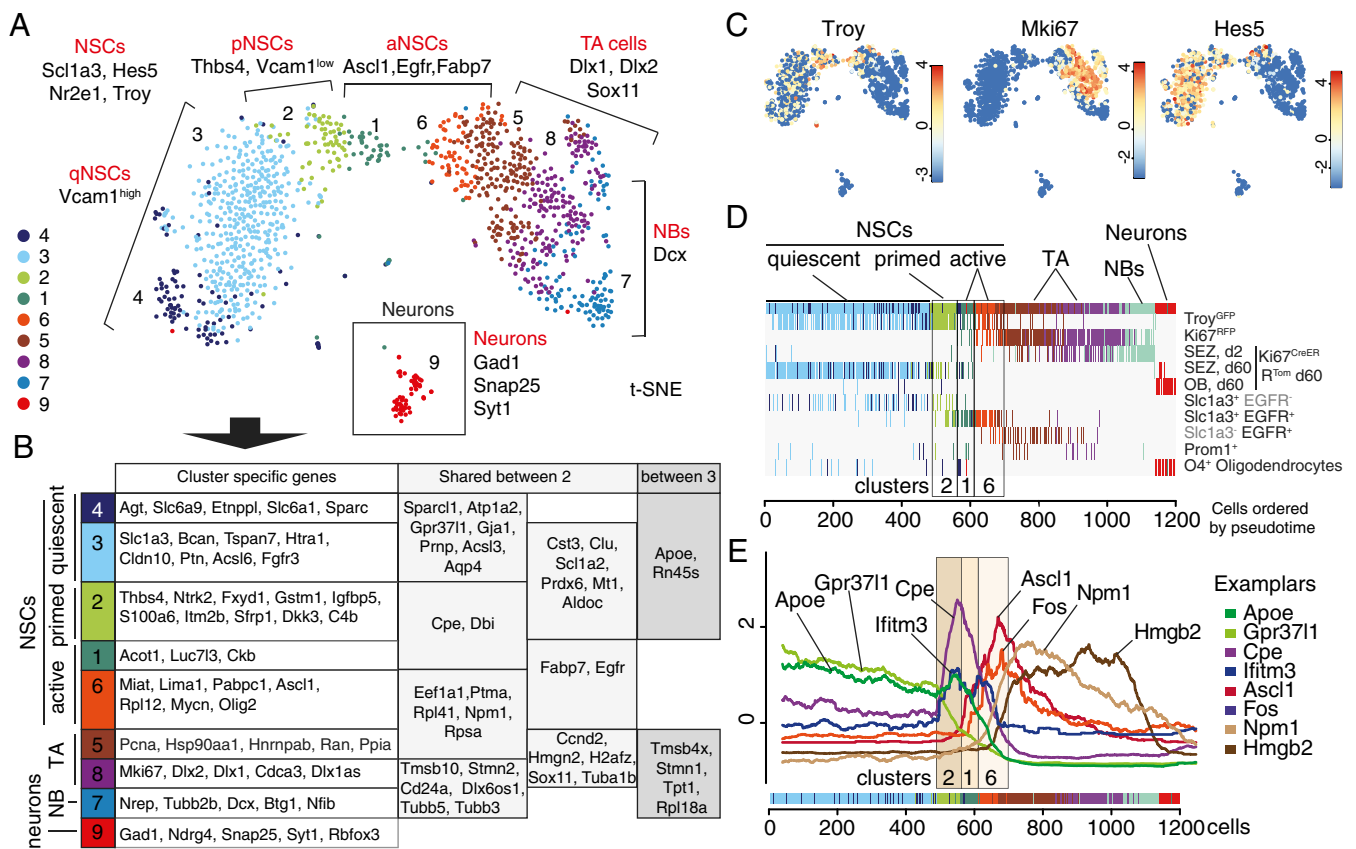 A
NSCs
Scl1a3, Hes5
Nr2e1, Troy
pNSCs
Thbs4, Vcam1low
aNSCs
Ascl1,Egfr,Fabp7
TA cells
Dlx1, Dlx2
Sox11
3
2
1
6
5
8
qNSCs
Vcam1high
NBs
Dcx
4
7
4
3
2
1
6
5
8
7
9
Neurons
9
Neurons
Gad1
Snap25
Syt1
t-SNE
B
Cluster specific genes
Shared between 2
between 3
NSCs
quiescent
primed
active
TA
NB
neurons
4
Agt, Slc6a9, Etnppl, Slc6a1, Sparc
3
Slc1a3, Bcan, Tspan7, Htra1,
Cldn10, Ptn, Acsl6, Fgfr3
2
Thbs4, Ntrk2, Fxyd1, Gstm1, Igfbp5,
S100a6, Itm2b, Sfrp1, Dkk3, C4b
1
Acot1, Luc7l3, Ckb
6
Miat, Lima1, Pabpc1, Ascl1,
Rpl12, Mycn, Olig2
5
Pcna, Hsp90aa1, Hnrnpab, Ran, Ppia
8
Mki67, Dlx2, Dlx1, Cdca3, Dlx1as
7
Nrep, Tubb2b, Dcx, Btg1, Nfib
9
Gad1, Ndrg4, Snap25, Syt1, Rbfox3
Sparcl1, Atp1a2,
Gpr37l1, Gja1,
Prnp, Acsl3,
Aqp4
Cpe, Dbi
Eef1a1,Ptma,
Rpl41, Npm1,
Rpsa
Tmsb10, Stmn2,
Cd24a, Dlx6os1,
Tubb5, Tubb3
Cst3, Clu,
Scl1a2,
Prdx6, Mt1,
Aldoc
Fabp7, Egfr
Ccnd2,
Hmgn2, H2afz,
Sox11, Tuba1b
Apoe,
Rn45s
Tmsb4x,
Stmn1,
Tpt1,
Rpl18a
C
Troy
4
0
-3
Mki67
4
2
0
-2
Hes5
4
2
0
-2
D
NSCs
quiescent
primed
active
TA
NBs
Neurons
TroyGFP
Ki67RFP
SEZ, d2
SEZ, d60
OB, d60
Ki67CreER
RTom d60
Slc1a3+ EGFR-
Slc1a3+ EGFR+
Slc1a3- EGFR+
Prom1+
O4+ Oligodendrocytes
clusters
2
1
6
0
200
400
600
800
1000
1200
Cells ordered
by pseudotime
E
2
0
Apoe
Gpr37l1
Cpe
Ifitm3
Ascl1
Fos
Npm1
Hmgb2
clusters
2
1
6
Examplars
Apoe
Gpr37l1
Cpe
Ifitm3
Ascl1
Fos
Npm1
Hmgb2
0
200
400
600
800
1000
1250cells
1200